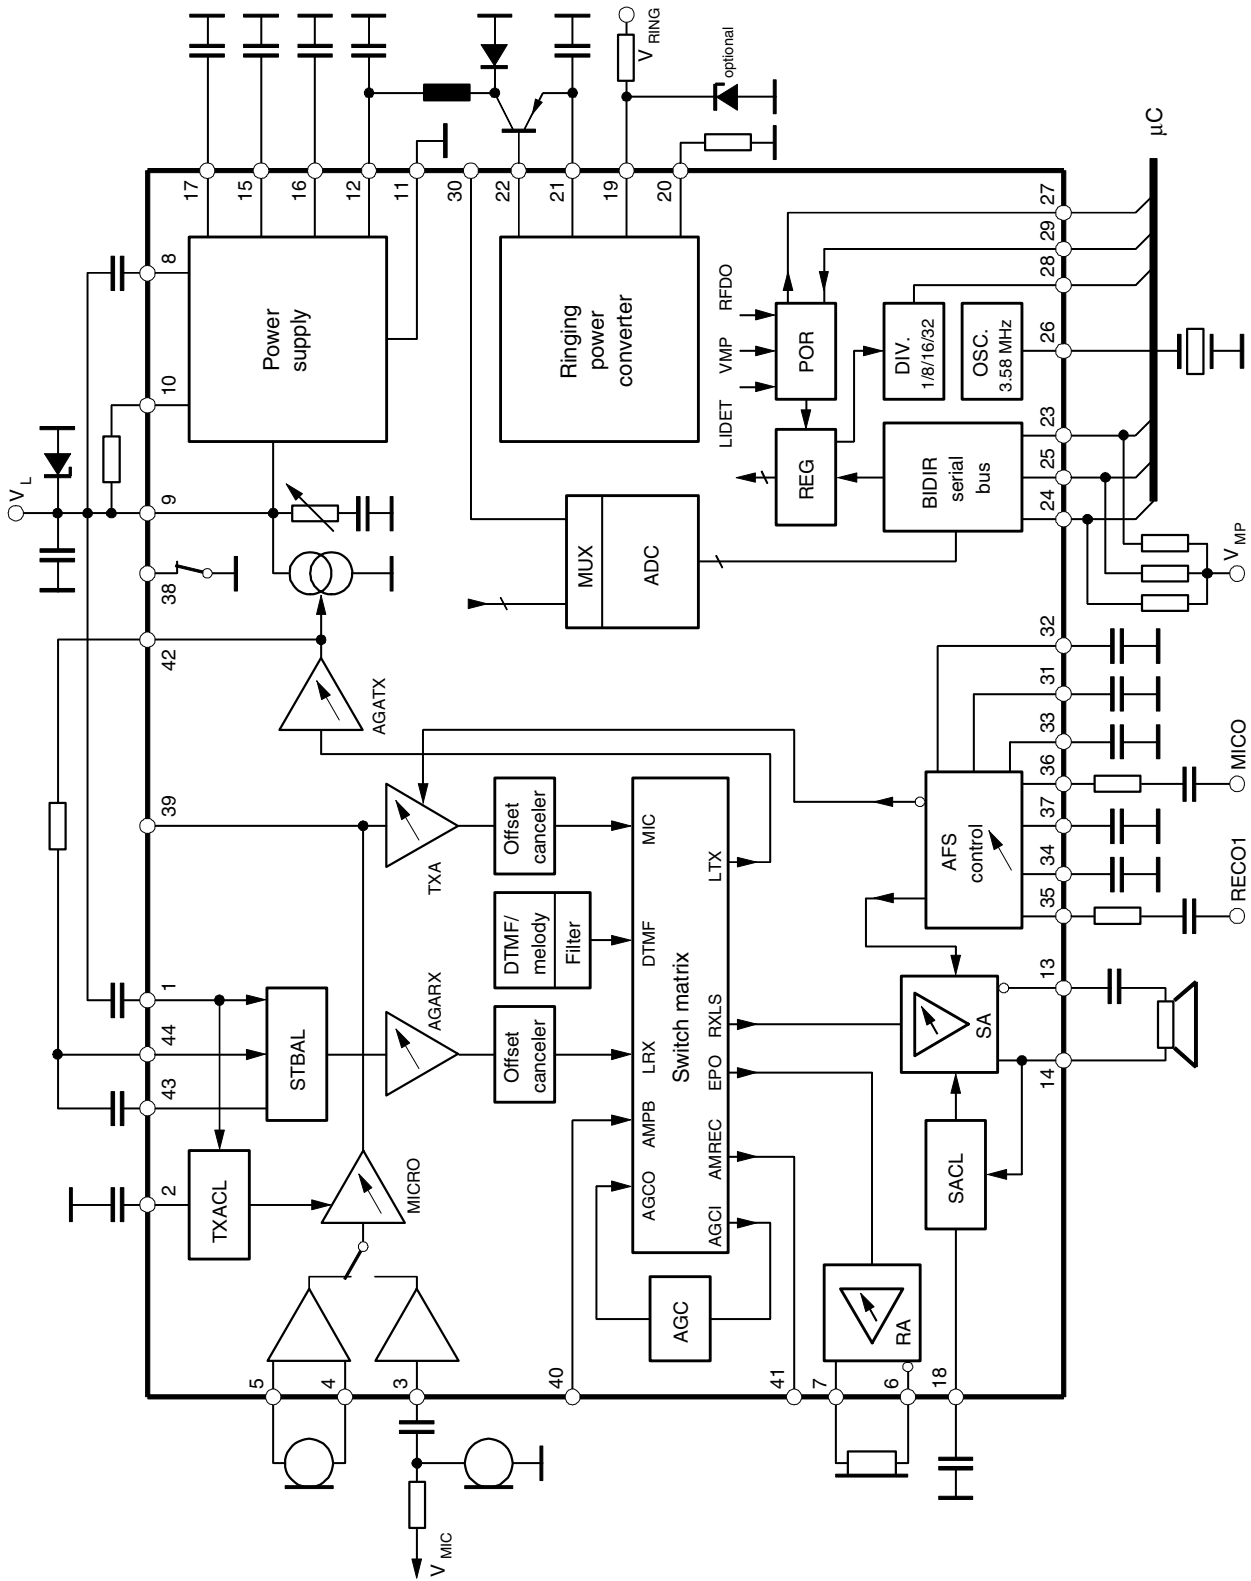 V L
8
10
9
38
42
39
1
44
43
2
17
15
16
12
11
30
22
21
19
20
V RING
optional
Power
supply
Ringing
power
converter
LIDET
VMP
RFDO
POR
REG
DIV.
1/8/16/32
OSC.
3.58 MHz
BIDIR
serial
bus
MUX
ADC
27
29
28
26
23
25
24
µC
V MP
AGATX
TXA
AGARX
STBAL
TXACL
MICRO
Offset
canceler
DTMF/
melody
Filter
Offset
canceler
AGCO
AMPB
LRX
DTMF
MIC
Switch matrix
AGCI
AMREC
EPO
RXLS
LTX
AGC
AFS
control
SA
SACL
RA
32
31
33
36
37
34
35
13
14
MICO
RECO1
5
4
3
40
41
7
6
18
V MIC